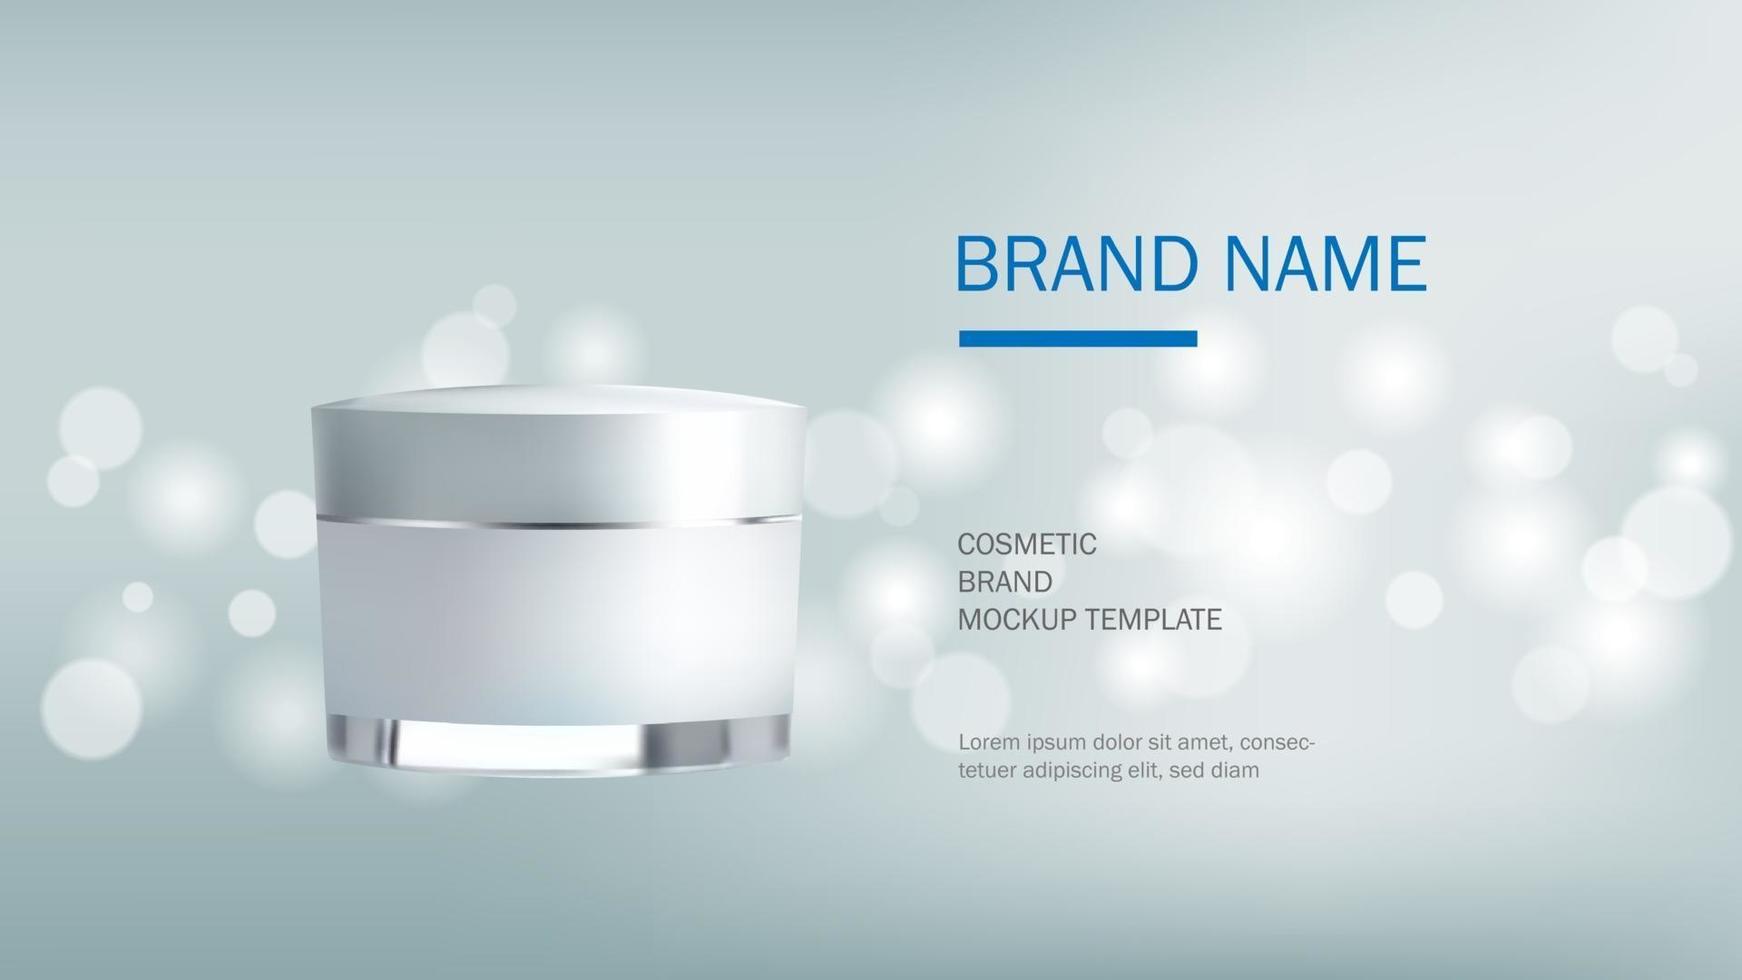 BRAND NAME
COSMETIC
BRAND
MOCKUP TEMPLATE
Lorem ipsum dolor sit amet, consec-
tetuer adipiscing elit, sed diam